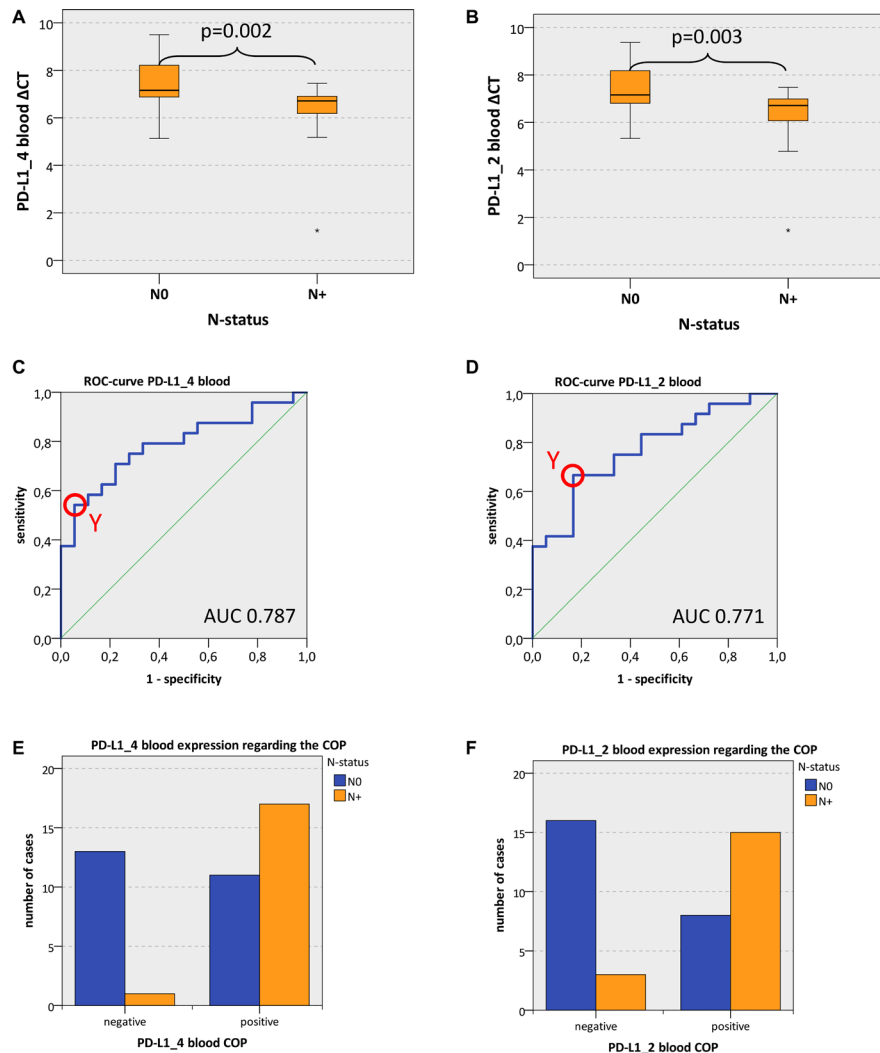 A
p=0.002
10
8
6
4
2
0
PD-L1_4 blood ΔCT
N0
N+
*
N-status
B
p=0.003
10
8
6
4
2
0
PD-L1_2 blood ΔCT
N0
N+
*
N-status
C
ROC-curve PD-L1_4 blood
1,0
0,8
0,6
0,4
0,2
0,0
sensitivity
Y
AUC 0.787
0,0 0,2 0,4 0,6 0,8 1,0
1 - specificity
D
ROC-curve PD-L1_2 blood
1,0
0,8
0,6
0,4
0,2
0,0
sensitivity
Y
AUC 0.771
0,0 0,2 0,4 0,6 0,8 1,0
1 - specificity
E
PD-L1_4 blood expression regarding the COP
N-status
N0
N+
20
15
10
5
0
number of cases
negative positive
PD-L1_4 blood COP
F
PD-L1_2 blood expression regarding the COP
N-status
N0
N+
20
15
10
5
0
number of cases
negative positive
PD-L1_2 blood COP